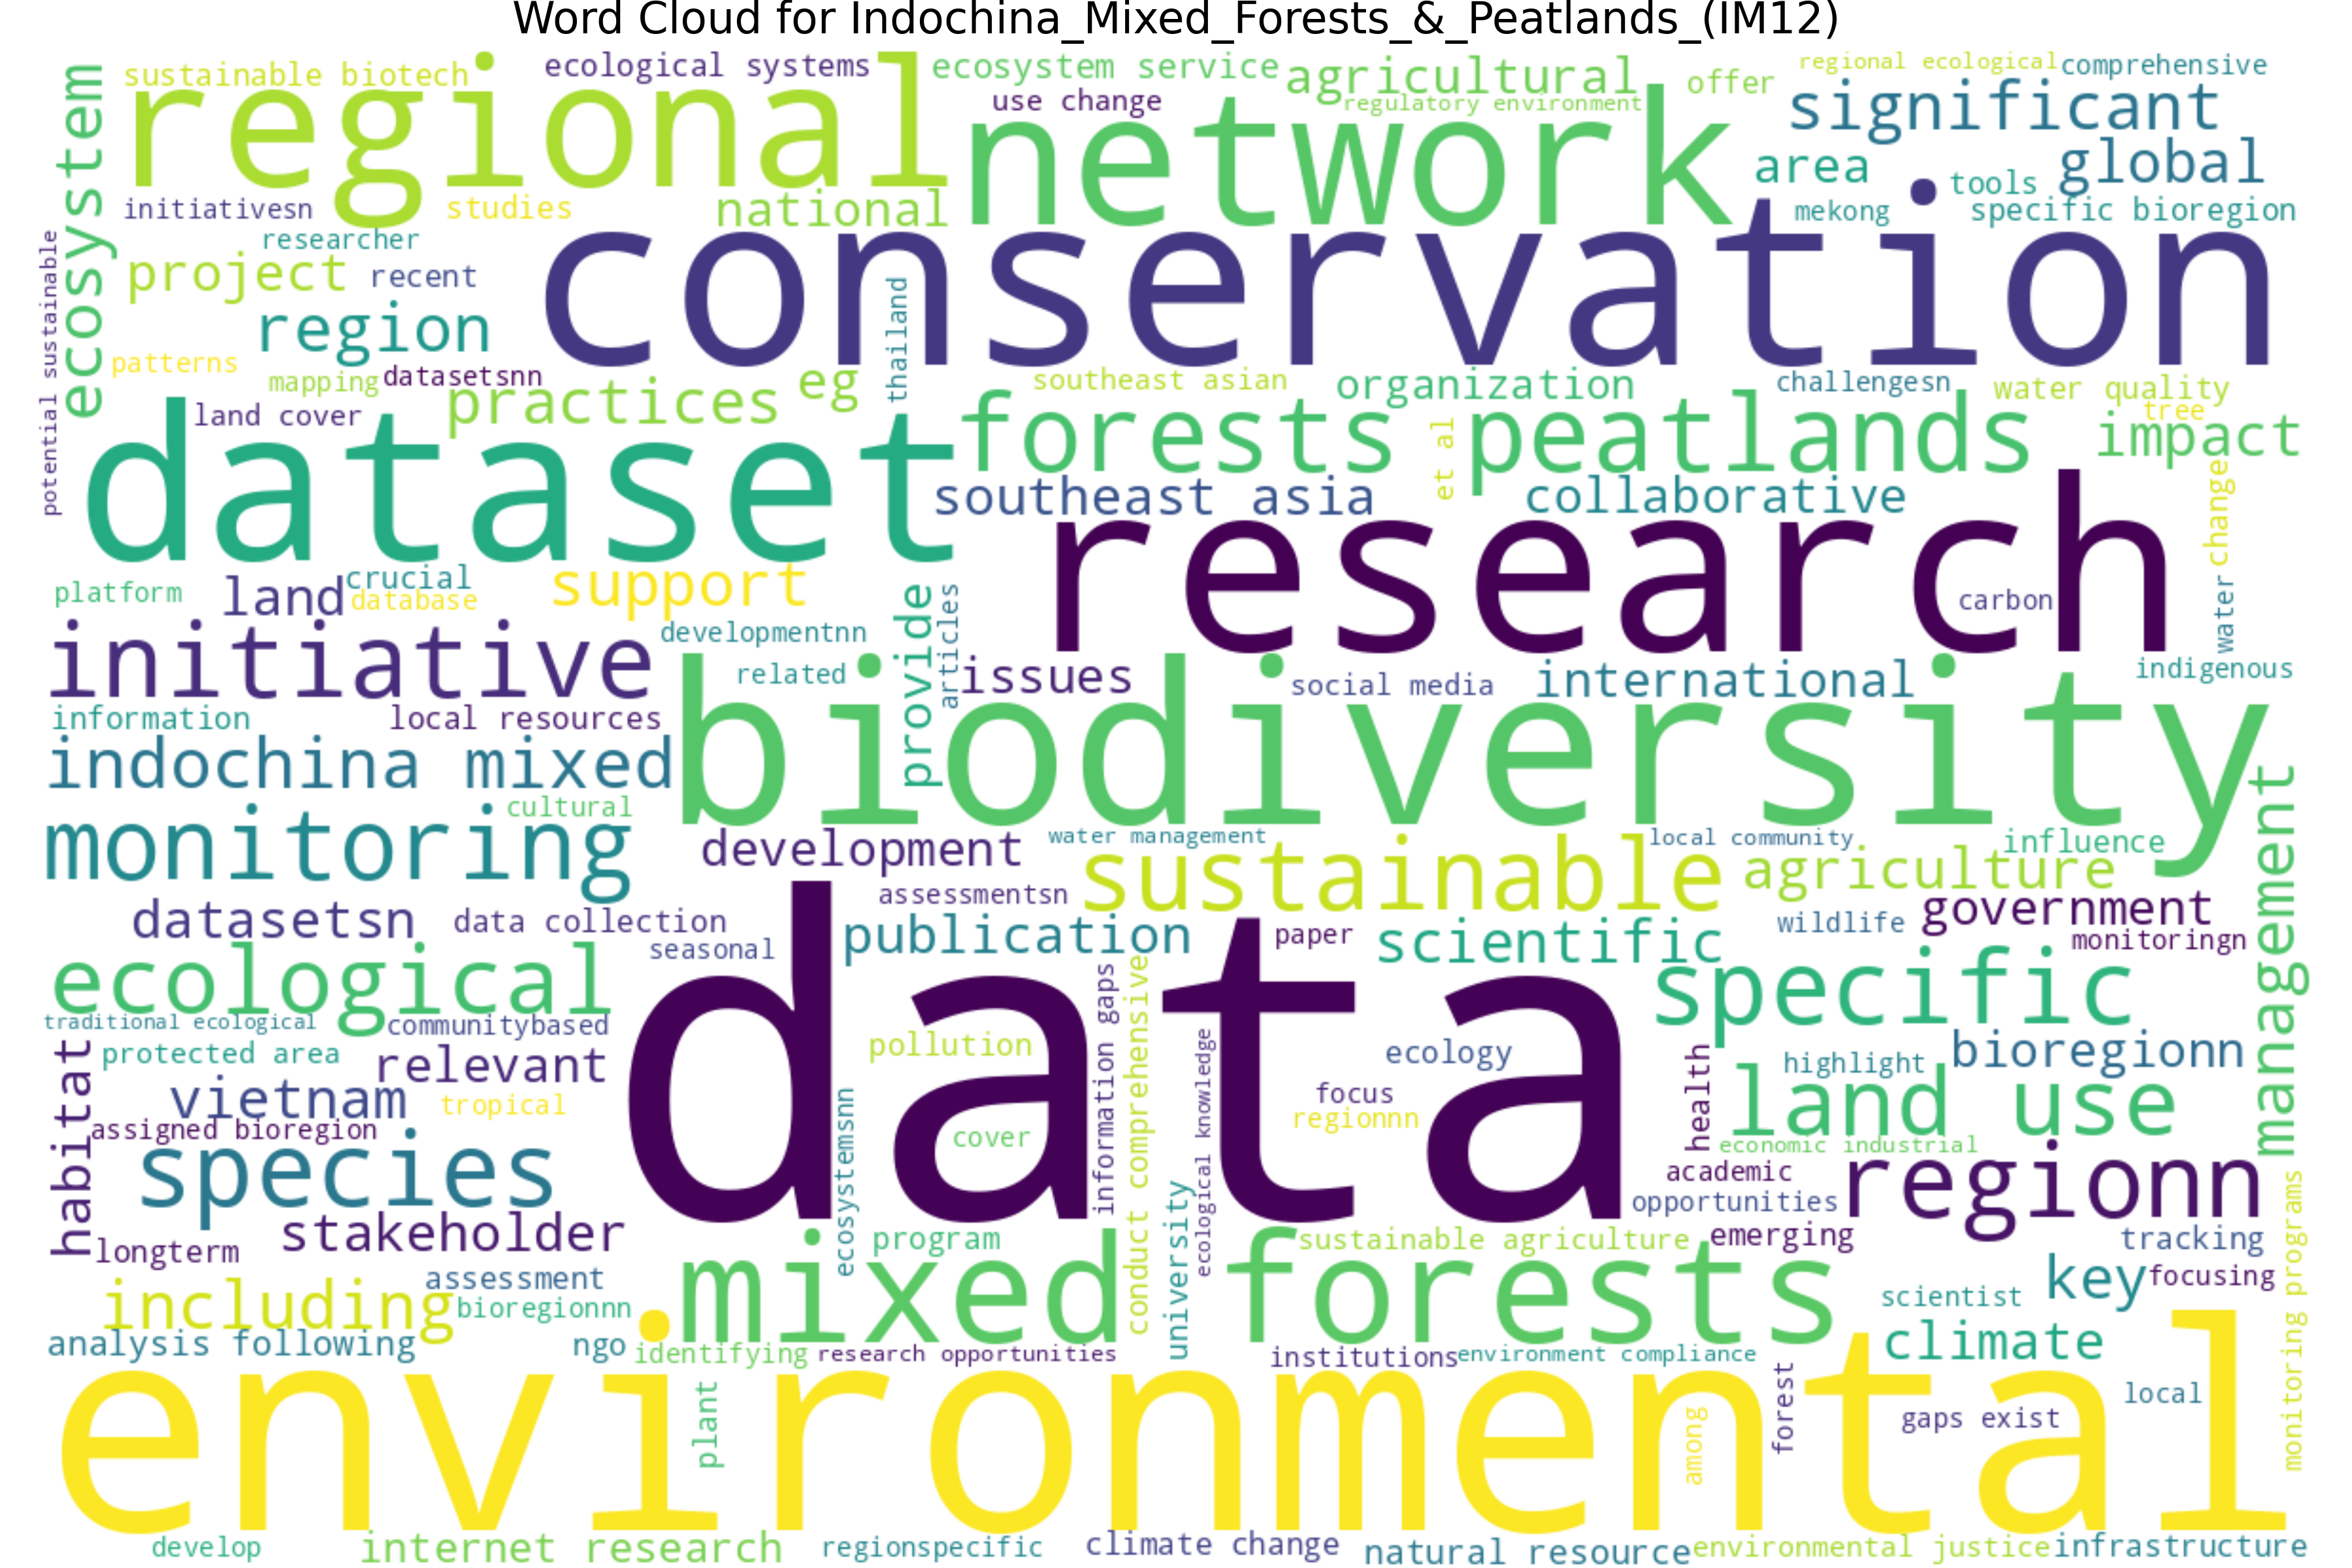 Word Cloud for Indochina_Mixed_Forests_&_Peatlands_(IM12)
sustainable biotech
ecological systems
ecosystem service
agricultural
offer
regional ecological
comprehensive
ecosystem
regional
use change
regulatory environment
network
significant
area
global
initiativesn
studies
national
tools
mekong
specific bioregion
potential sustainable
researcher
project
recent
region
conservation
thailand
patterns
mapping
datasetsnn
practices
eg
southeast asian
organization
challengesn
water quality
tree
land cover
dataset
forests
et al
peatlands
impact
southeast asia
collaborative
change
research
carbon
water
platform
land
crucial
database
support
provide
articles
initiative
developmentnn
related
issues
social media
international
indigenous
information
local resources
indochina mixed
biodiversity
cultural
monitoring
development
water management
sustainable
local community
influence
agriculture
management
assessmentsn
datasetsn
data collection
publication
paper
scientific
wildlife
government
monitoringn
seasonal
ecological
data
information gaps
conduct comprehensive
specific
traditional ecological
communitybased
habitat
protected area
relevant
pollution
ecological knowledge
ecology
health
highlight
bioregionn
vietnam
tropical
ecosystemsnn
focus
regionnn
land use
assigned bioregion
cover
economic industrial
species
university
academic
opportunities
regionn
monitoring programs
longterm
stakeholder
program
mixed forests
sustainable agriculture
emerging
tracking
including
assessment
bioregionnn
key
focusing
scientist
analysis following
ngo
identifying
research opportunities
institutions
environment compliance
climate
environmental
plant
among
forest
local
gaps exist
develop
internet research
regionspecific
climate change
natural resource
environmental justice
infrastructure